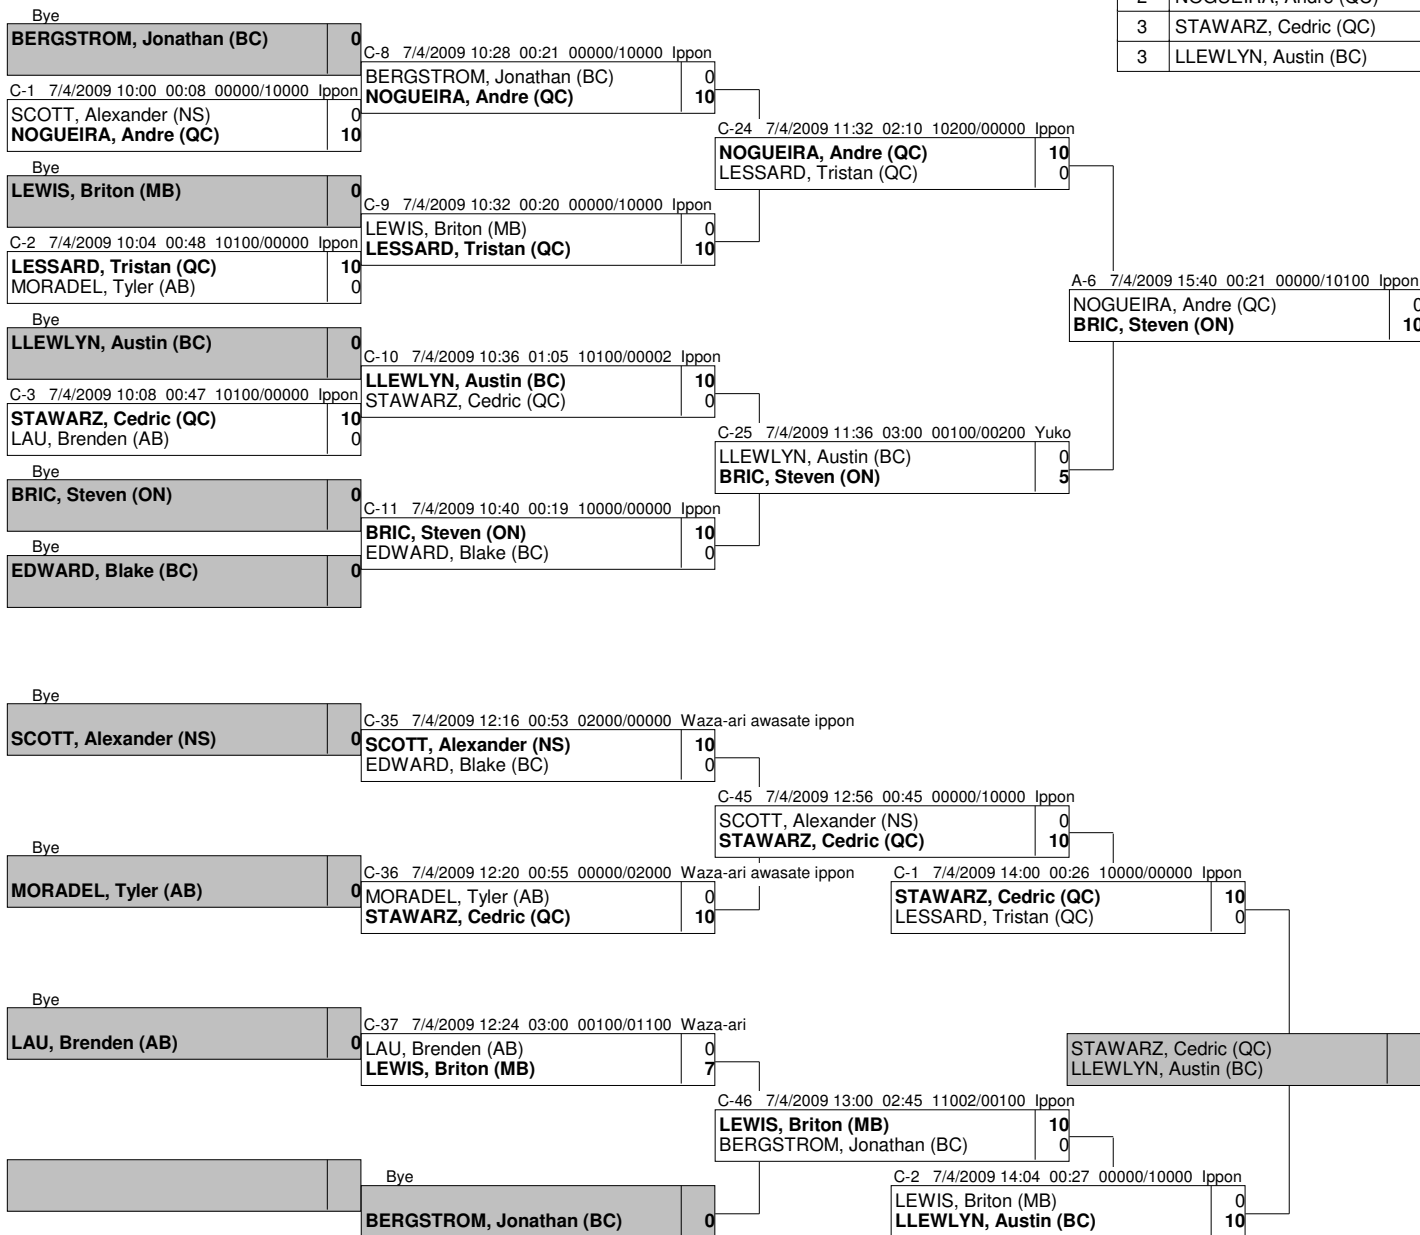 2 NOGUEIRA, Andre (QC)
3 STAWARZ, Cedric (QC)
3 LLEWLYN, Austin (BC)
Bye
BERGSTROM, Jonathan (BC) 0
C-1 7/4/2009 10:00 00:08 00000/10000 Ippon
SCOTT, Alexander (NS) 0
NOGUEIRA, Andre (QC) 10
Bye
LEWIS, Briton (MB) 0
C-2 7/4/2009 10:04 00:48 10100/00000 Ippon
LESSARD, Tristan (QC) 10
MORADEL, Tyler (AB) 0
Bye
LLEWLYN, Austin (BC) 0
C-3 7/4/2009 10:08 00:47 10100/00000 Ippon
STAWARZ, Cedric (QC) 10
LAU, Brenden (AB) 0
Bye
BRIC, Steven (ON) 0
Bye
EDWARD, Blake (BC) 0
C-8 7/4/2009 10:28 00:21 00000/10000 Ippon
BERGSTROM, Jonathan (BC) 0
NOGUEIRA, Andre (QC) 10
C-9 7/4/2009 10:32 00:20 00000/10000 Ippon
LEWIS, Briton (MB) 0
LESSARD, Tristan (QC) 10
C-10 7/4/2009 10:36 01:05 10100/00002 Ippon
LLEWLYN, Austin (BC) 10
STAWARZ, Cedric (QC) 0
C-11 7/4/2009 10:40 00:19 10000/00000 Ippon
BRIC, Steven (ON) 10
EDWARD, Blake (BC) 0
C-24 7/4/2009 11:32 02:10 10200/00000 Ippon
NOGUEIRA, Andre (QC) 10
LESSARD, Tristan (QC) 0
C-25 7/4/2009 11:36 03:00 00100/00200 Yuko
LLEWLYN, Austin (BC) 0
BRIC, Steven (ON) 5
A-6 7/4/2009 15:40 00:21 00000/10100 Ippon
NOGUEIRA, Andre (QC) 0
BRIC, Steven (ON) 10
Bye
SCOTT, Alexander (NS) 0
Bye
MORADEL, Tyler (AB) 0
Bye
LAU, Brenden (AB) 0
C-35 7/4/2009 12:16 00:53 02000/00000 Waza-ari awasate ippon
SCOTT, Alexander (NS) 10
EDWARD, Blake (BC) 0
C-36 7/4/2009 12:20 00:55 00000/02000 Waza-ari awasate ippon
MORADEL, Tyler (AB) 0
STAWARZ, Cedric (QC) 10
C-37 7/4/2009 12:24 03:00 00100/01100 Waza-ari
LAU, Brenden (AB) 0
LEWIS, Briton (MB) 7
Bye
BERGSTROM, Jonathan (BC) 0
C-45 7/4/2009 12:56 00:45 00000/10000 Ippon
SCOTT, Alexander (NS) 0
STAWARZ, Cedric (QC) 10
C-46 7/4/2009 13:00 02:45 11002/00100 Ippon
LEWIS, Briton (MB) 10
BERGSTROM, Jonathan (BC) 0
C-1 7/4/2009 14:00 00:26 10000/00000 Ippon
STAWARZ, Cedric (QC) 10
LESSARD, Tristan (QC) 0
C-2 7/4/2009 14:04 00:27 00000/10000 Ippon
LEWIS, Briton (MB) 0
LLEWLYN, Austin (BC) 10
STAWARZ, Cedric (QC)
LLEWLYN, Austin (BC)